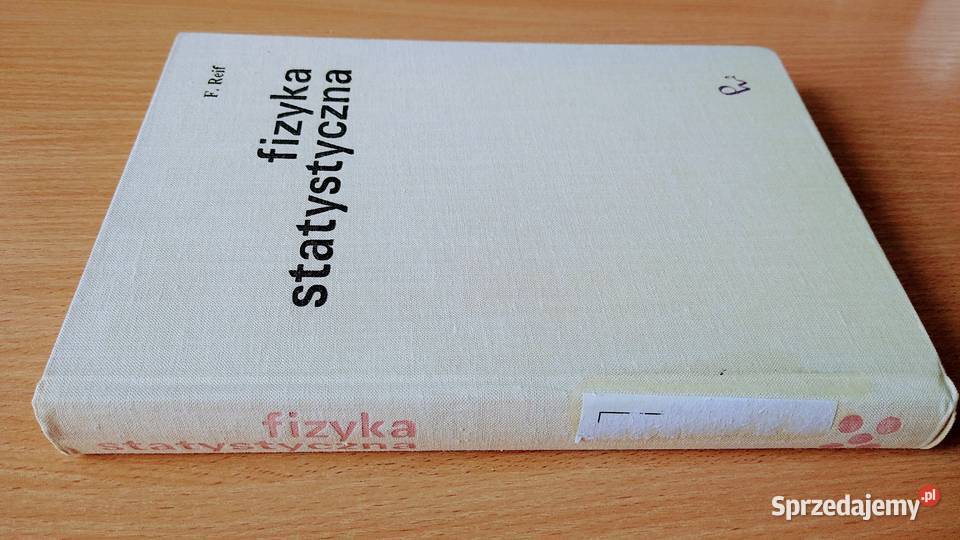 F. Reif
fizyka
statystyczna
fizyka
statystyczna
Sprzedajemy.pl